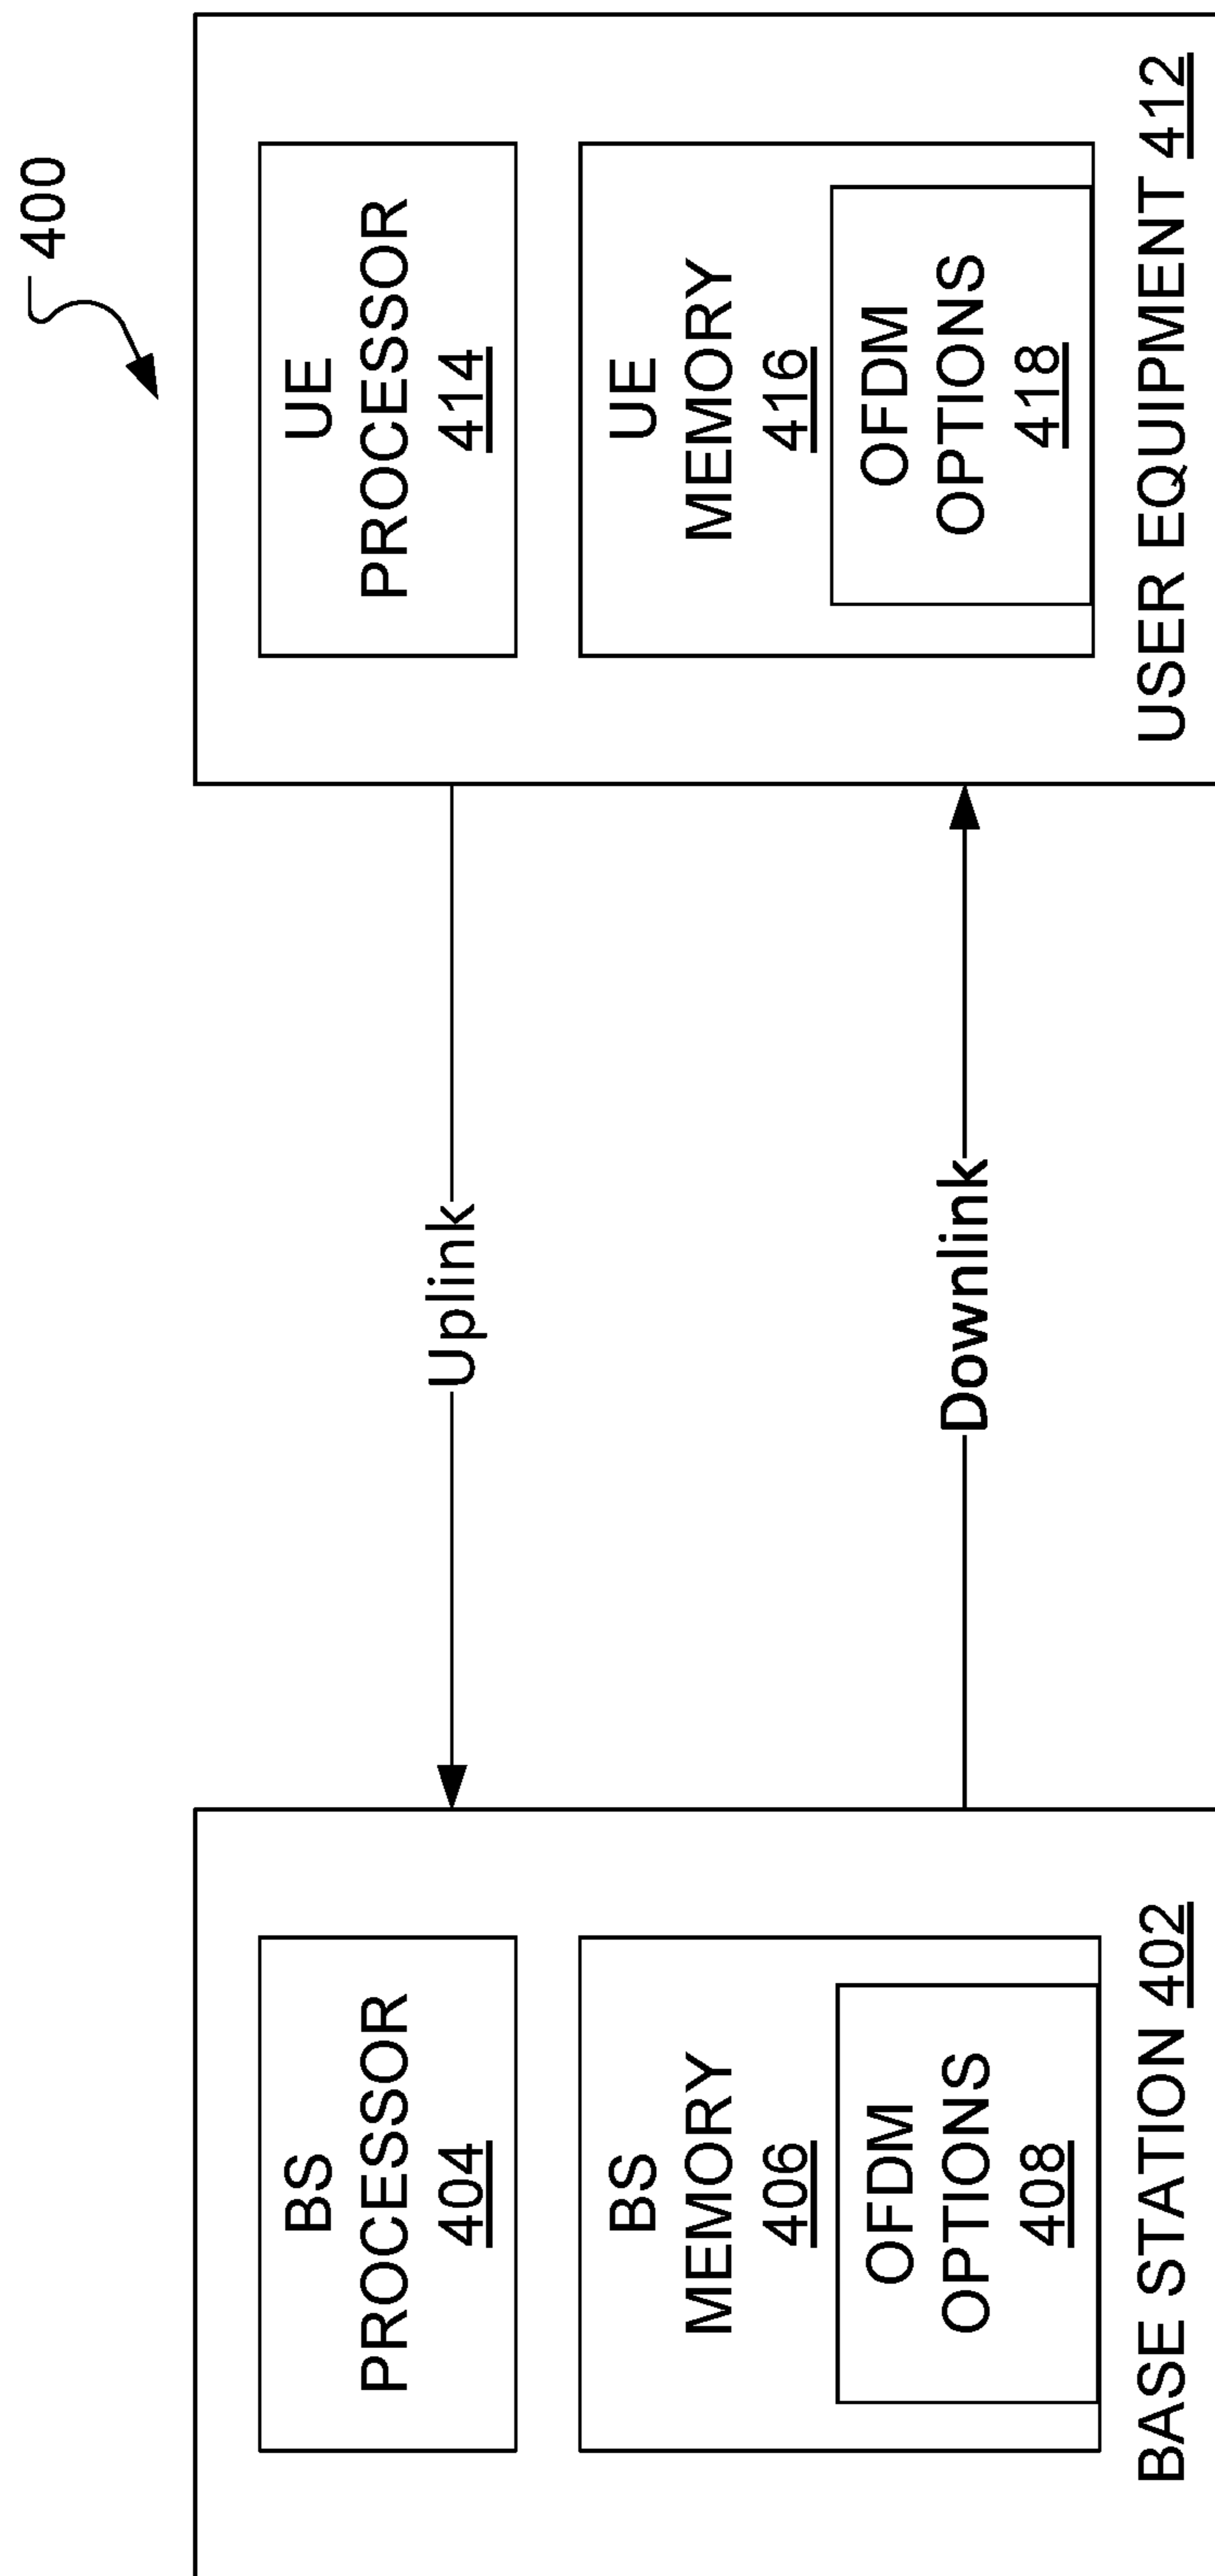 400
BS
PROCESSOR
404
BS
MEMORY
406
OFDM
OPTIONS
408
BASE STATION 402
Uplink
Downlink
UE
PROCESSOR
414
UE
MEMORY
416
OFDM
OPTIONS
418
USER EQUIPMENT 412